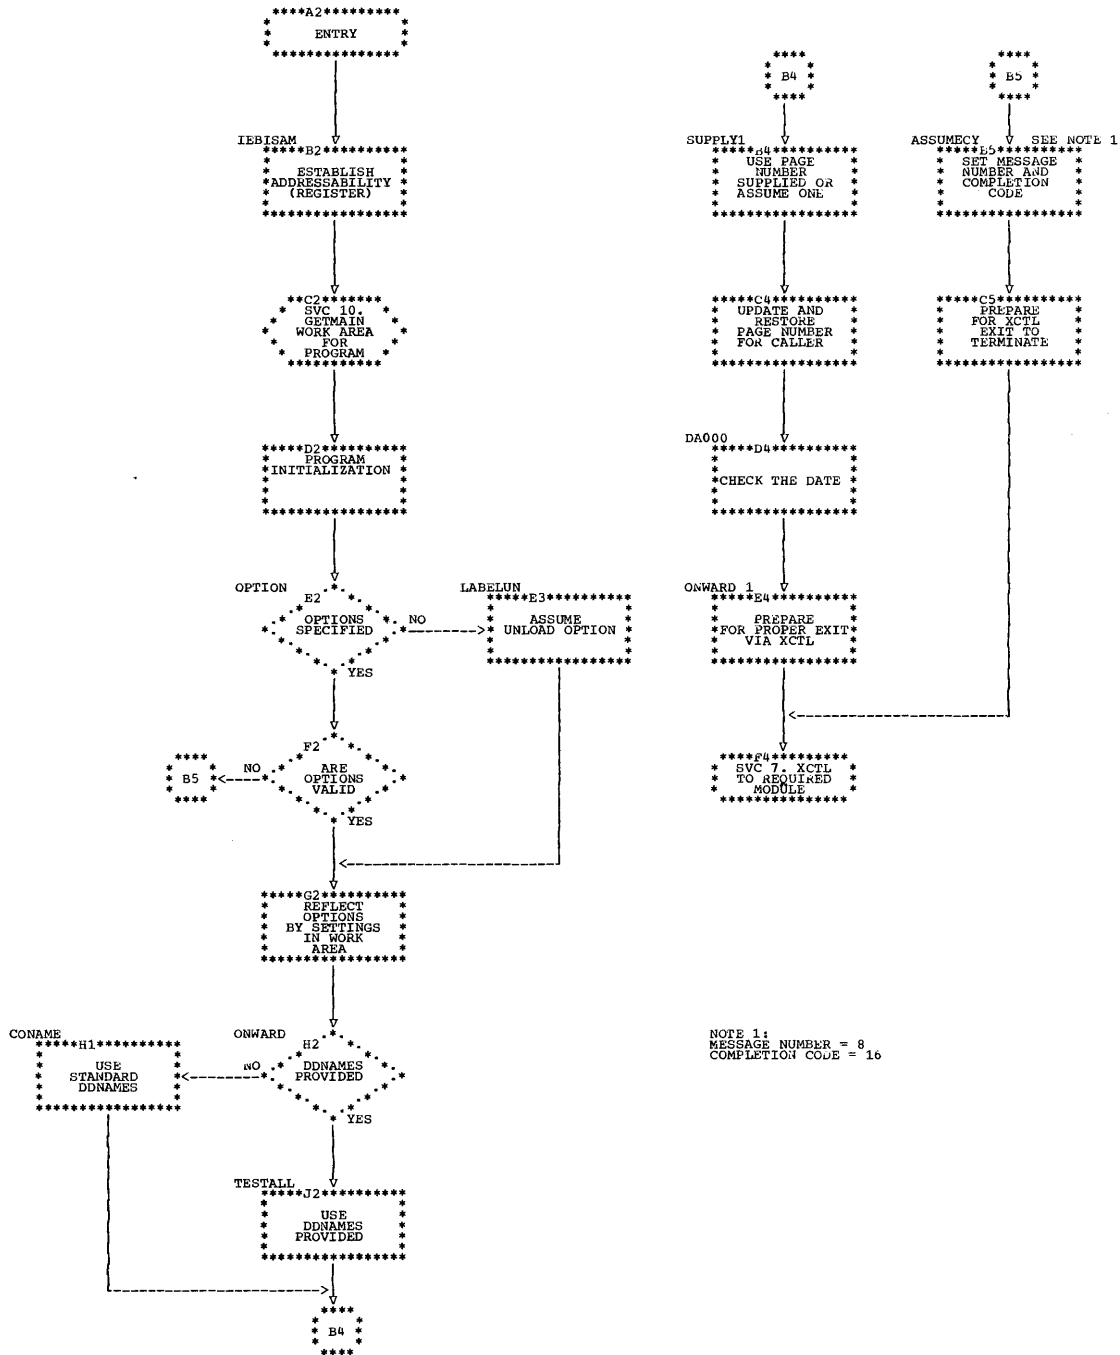 A2
ENTRY
IEBISAM
B2
ESTABLISH
ADDRESSABILITY
(REGISTER)
C2
SVC 10.
GETMAIN
WORK AREA
FOR
PROGRAM
D2
PROGRAM
INITIALIZATION
OPTION
E2
OPTIONS
SPECIFIED
NO
YES
LABELUN
E3
ASSUME
UNLOAD OPTION
F2
ARE
OPTIONS
VALID
NO
YES
B5
G2
REFLECT
OPTIONS
BY SETTINGS
IN WORK
AREA
ONWARD
H2
DDNAMES
PROVIDED
NO
YES
CONAME
H1
USE
STANDARD
DDNAMES
TESTALL
J2
USE
DDNAMES
PROVIDED
B4
B4
SUPPLY1
B4
USE PAGE
NUMBER
SUPPLIED OR
ASSUME ONE
C4
UPDATE AND
RESTORE
PAGE NUMBER
FOR CALLER
DA000
D4
CHECK THE DATE
ONWARD 1
E4
PREPARE
FOR PROPER EXIT
VIA XCTL
F4
SVC 7. XCTL
TO REQUIRED
MODULE
B5
ASSUMECY SEE NOTE 1
B5
SET MESSAGE
NUMBER AND
COMPLETION
CODE
C5
PREPARE
FOR XCTL
EXIT TO
TERMINATE
NOTE 1:
MESSAGE NUMBER = 8
COMPLETION CODE = 16